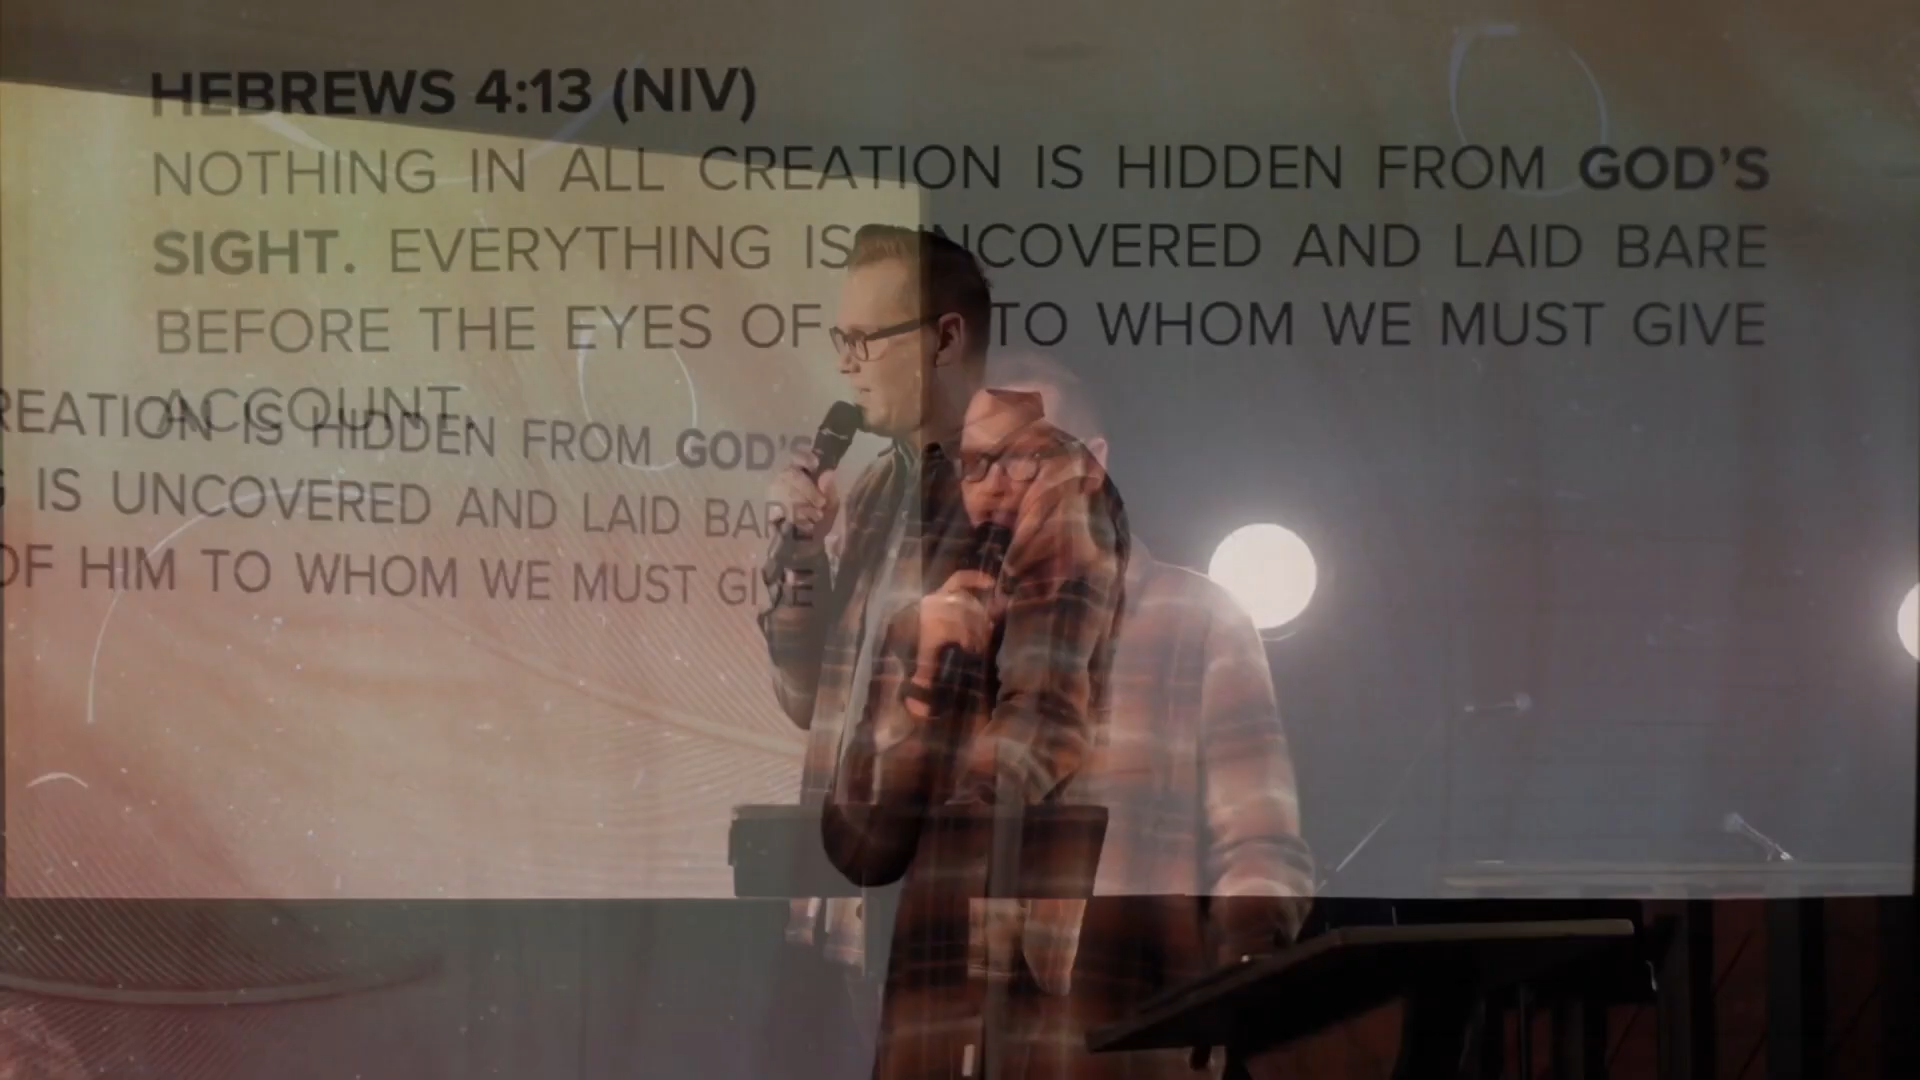 HEBREWS 4:13 (NIV)
NOTHING IN ALL CREATION IS HIDDEN FROM GOD'S
SIGHT. EVERYTHING IS UNCOVERED AND LAID BARE
BEFORE THE EYES OF TO WHOM WE MUST GIVE
ACCOUNT.
REATION IS HIDDEN FROM GOD'S
IS UNCOVERED AND LAID BARE
OF HIM TO WHOM WE MUST GIVE